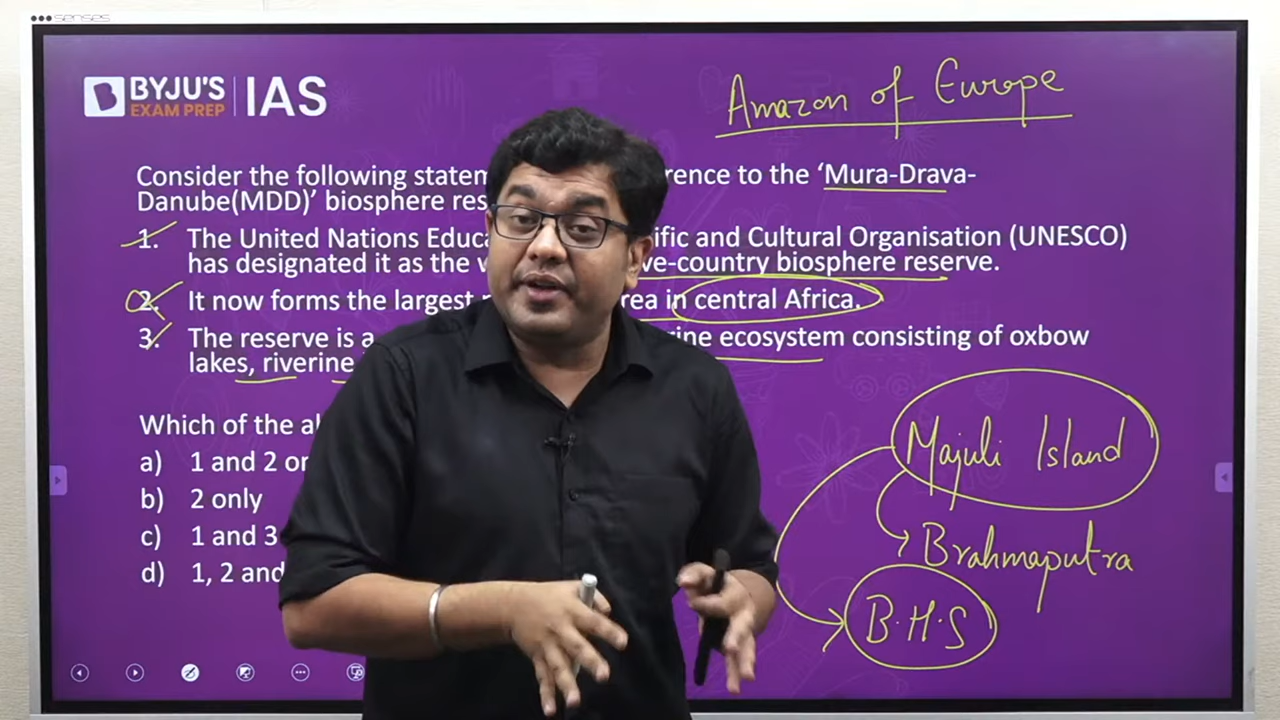 senses
BYJU'S
EXAM PREP
IAS
Amazon of Europe
Consider the following statem rence to the ‘Mura-Drava-
Danube(MDD)’ biosphere res
1. The United Nations Educa ific and Cultural Organisation (UNESCO)
has designated it as the w ve-country biosphere reserve.
2. It now forms the largest r rea in central Africa.
3. The reserve is a rine ecosystem consisting of oxbow
lakes, riverine
Which of the a
a) 1 and 2 or
b) 2 only
c) 1 and 3
d) 1, 2 and
Majuli Island
Brahmaputra
B.H.S